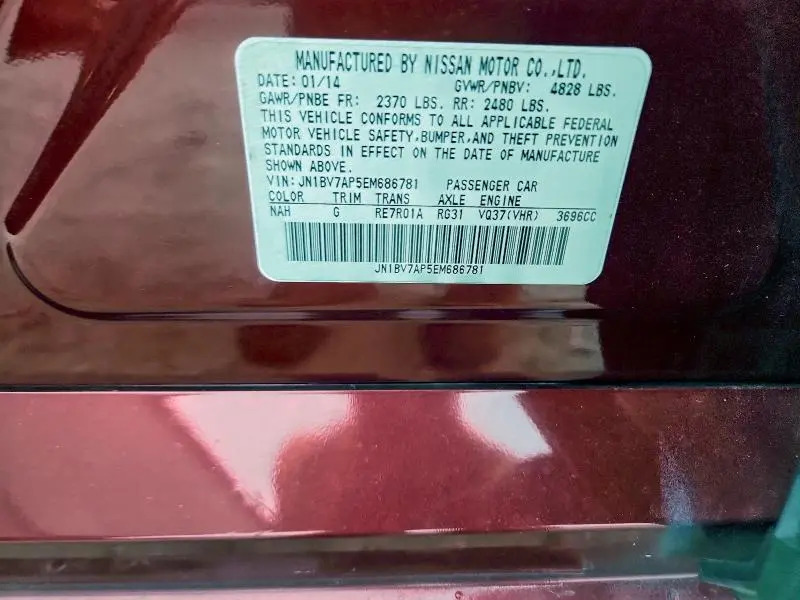 MANUFACTURED BY NISSAN MOTOR CO.,LTD.
DATE: 01/14 GVWR/PNBV: 4828 LBS.
GAWR/PNBE FR: 2370 LBS. RR: 2480 LBS.
THIS VEHICLE CONFORMS TO ALL APPLICABLE FEDERAL
MOTOR VEHICLE SAFETY,BUMPER,AND THEFT PREVENTION
STANDARDS IN EFFECT ON THE DATE OF MANUFACTURE
SHOWN ABOVE.
VIN:JN1BV7AP5EM686781 PASSENGER CAR
COLOR TRIM TRANS AXLE ENGINE
NAH G RE7R01A RG31 VQ37(VHR) 3696CC
JN1BV7AP5EM686781